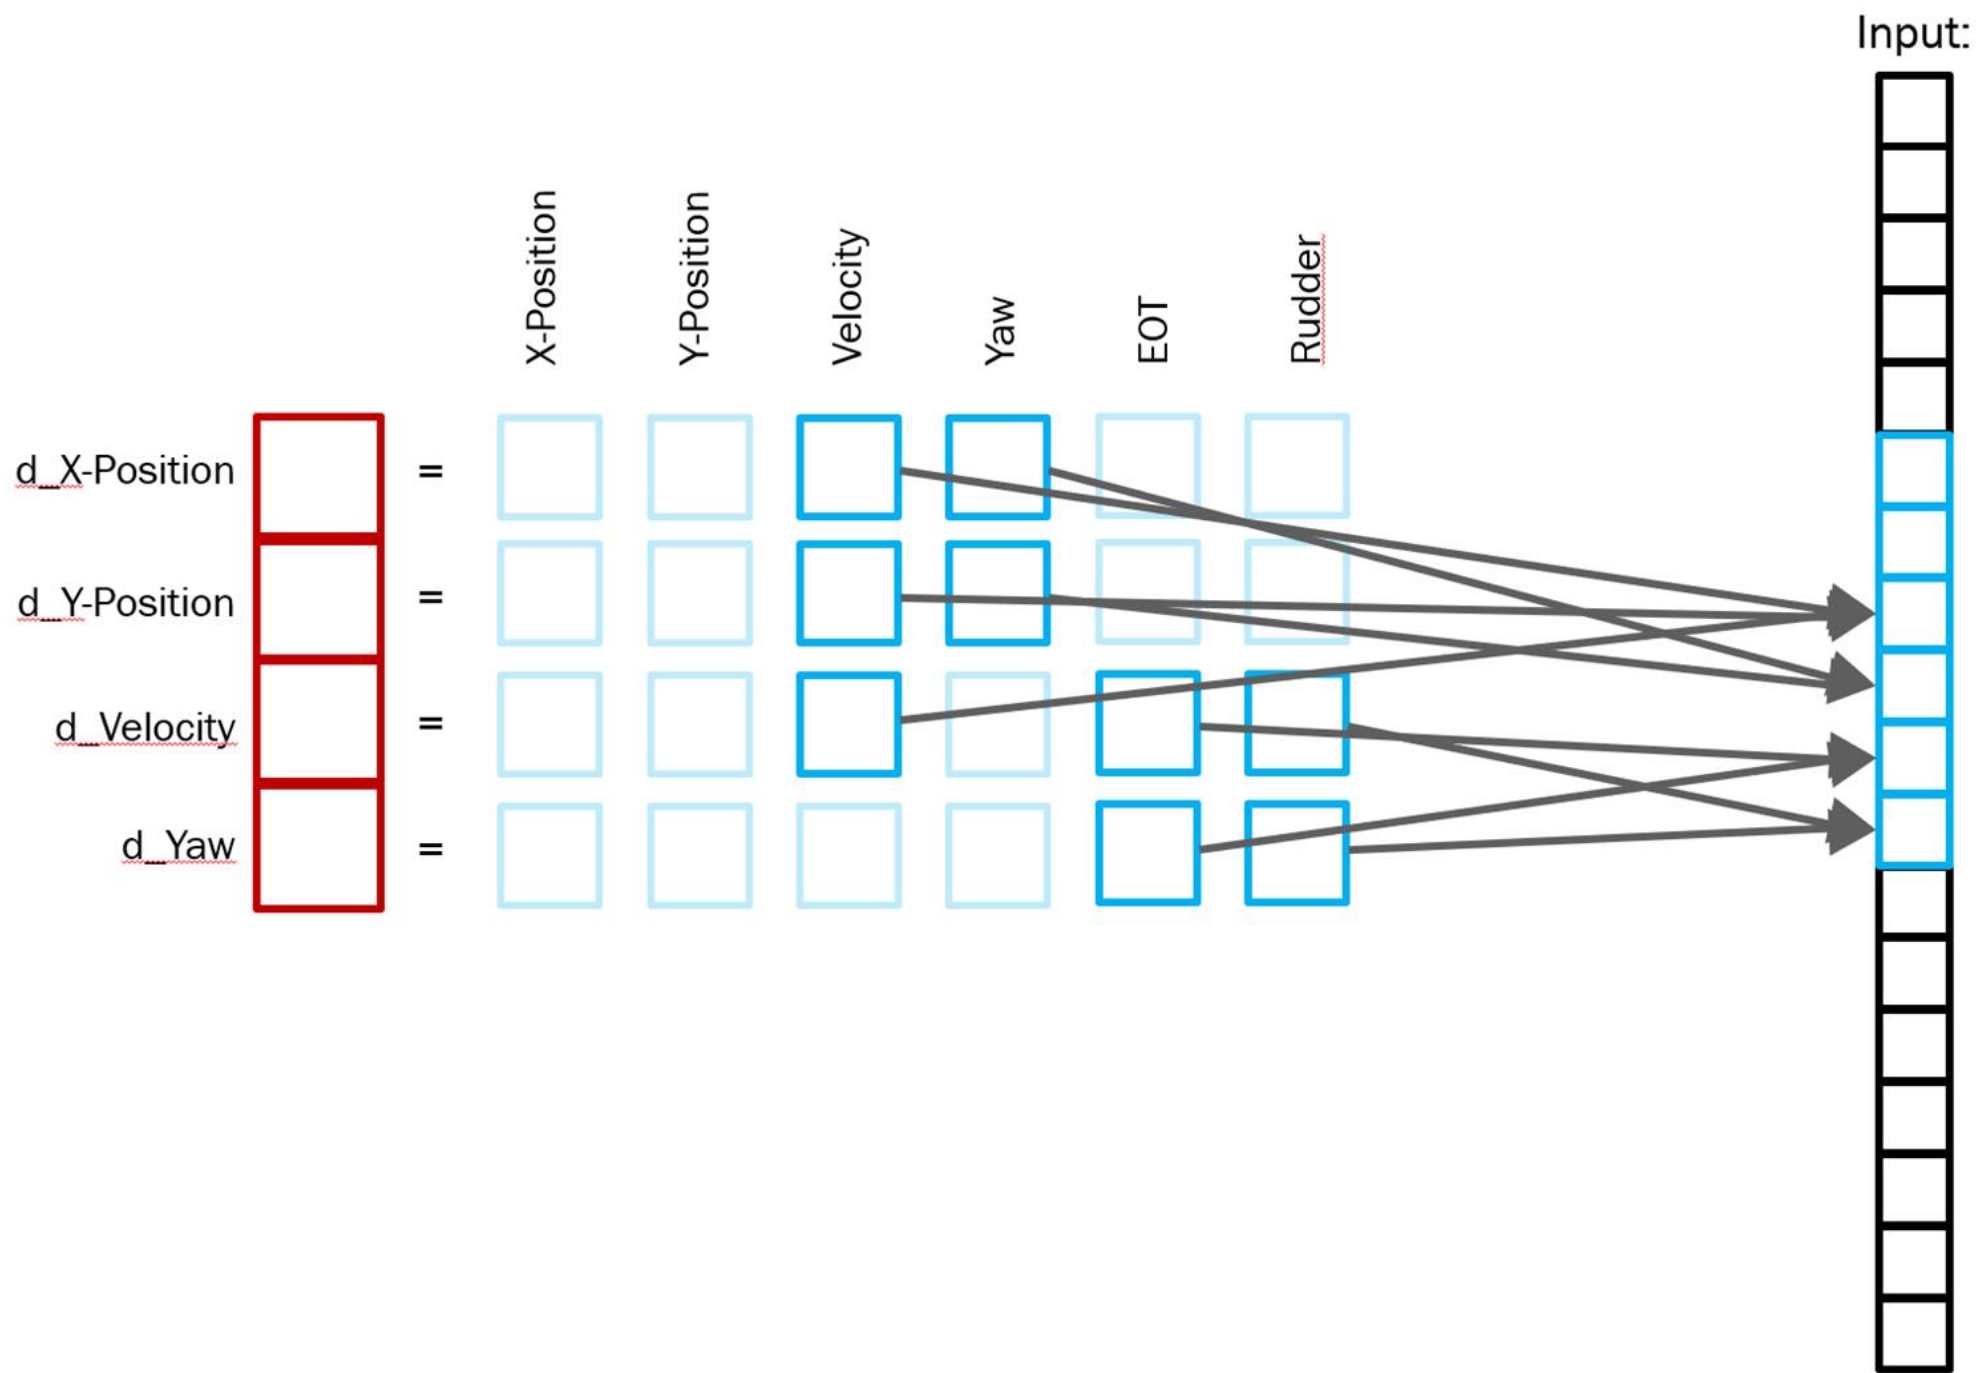 Input:
X-Position
Y-Position
Velocity
Yaw
EOT
Rudder
d_X-Position =
d_Y-Position =
d_Velocity =
d_Yaw =